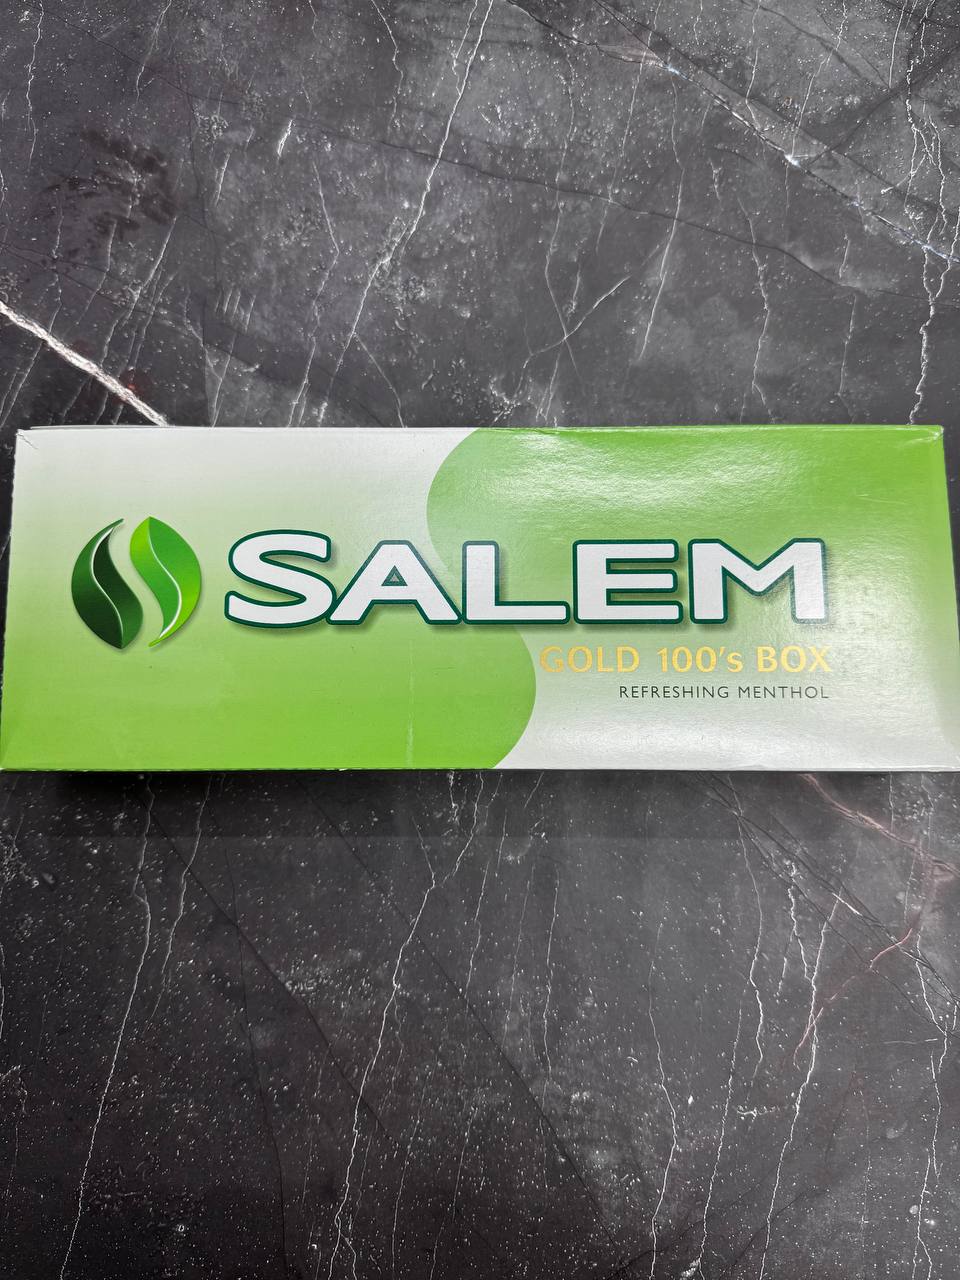 SALEM
GOLD 100's BOX
REFRESHING MENTHOL